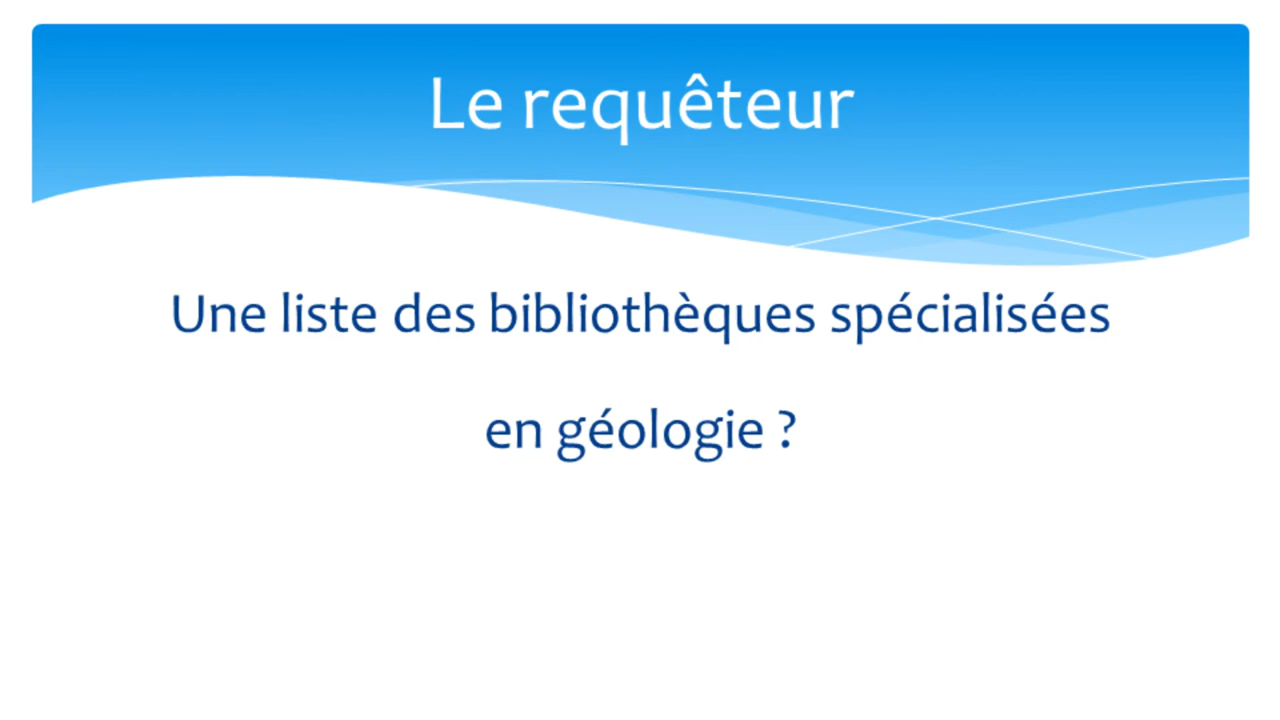 Le requêteur
Une liste des bibliothèques spécialisées
en géologie ?